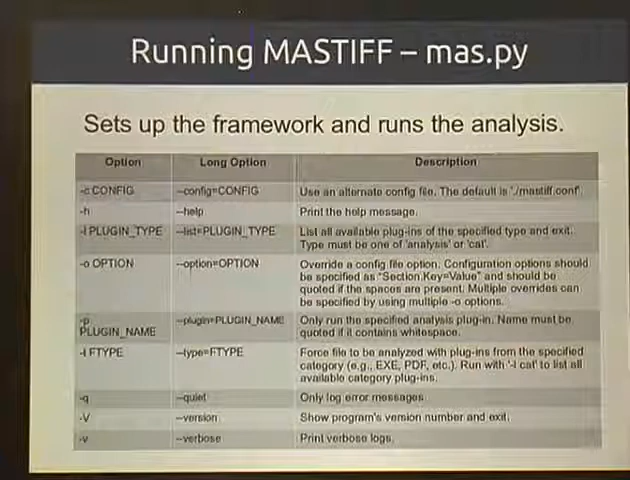 Running MASTIFF – mas.py
Sets up the framework and runs the analysis.
Option Long Option Description
-c CONFIG --config=CONFIG Use an alternate config file. The default is './mastiff.conf'.
-h --help Print the help message.
-l PLUGIN_TYPE --list=PLUGIN_TYPE List all available plug-ins of the specified type and exit.
Type must be one of 'analysis' or 'cat'.
-o OPTION --option=OPTION Override a config file option. Configuration options should
be specified as "Section.Key=Value" and should be
quoted if the spaces are present. Multiple overrides can
be specified by using multiple -o options.
-p --plugin=PLUGIN_NAME Only run the specified analysis plug-in. Name must be
PLUGIN_NAME quoted if it contains whitespace.
-t FTYPE --type=FTYPE Force file to be analyzed with plug-ins from the specified
category (e.g., EXE, PDF, etc.). Run with '-l cat' to list all
available category plug-ins.
-q --quiet Only log error messages.
-V --version Show program's version number and exit.
-v --verbose Print verbose logs.